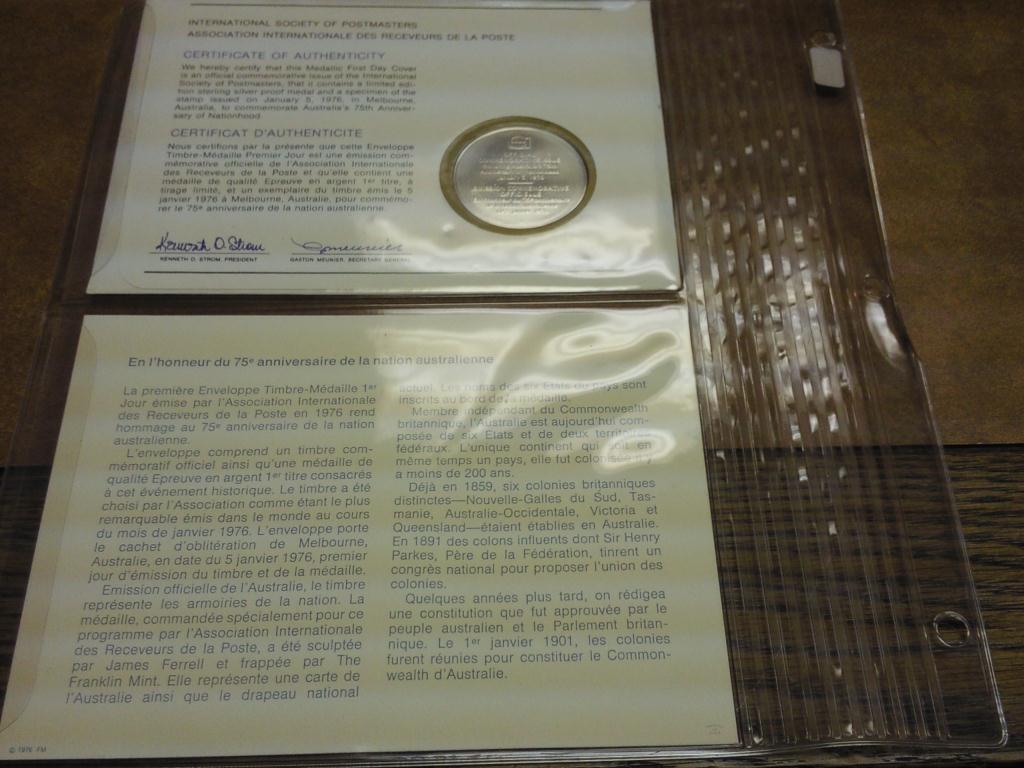 INTERNATIONAL SOCIETY OF POSTMASTERS
ASSOCIATION INTERNATIONALE DES RECEVEURS DE LA POSTE
CERTIFICATE OF AUTHENTICITY
We hereby certify that this Medallic First Day Cover
is an official commemorative issue of the International
Society of Postmasters, that it contains a limited edi-
tion sterling silver proof medal and a specimen of the
stamp issued on January 5, 1976, in Melbourne,
Australia, to commemorate Australia's 75th Anniver-
sary of Nationhood.
CERTIFICAT D'AUTHENTICITE
Nous certifions par la présente que cette Enveloppe
Timbre-Médaille Premier Jour est une émission com-
mémorative officielle de l'Association Internationale
des Receveurs de la Poste et qu'elle contient une
médaille de qualité Epreuve en argent 1er titre, à
tirage limité, et un exemplaire du timbre émis le 5
janvier 1976 à Melbourne, Australie, pour commémo-
rer le 75e anniversaire de la nation australienne.
KENNETH D. STROM, PRESIDENT
GASTON MEUNIER, SECRETARY GENERAL
COMMEMORATIVE ISSUE
EMISSION COMMEMORATIVE
OFFICIELLE
En l'honneur du 75e anniversaire de la nation australienne
La première Enveloppe Timbre-Médaille 1er
Jour émise par l'Association Internationale
des Receveurs de la Poste en 1976 rend
hommage au 75e anniversaire de la nation
australienne.
L'enveloppe comprend un timbre com-
mémoratif officiel ainsi qu'une médaille de
qualité Epreuve en argent 1er titre consacrés
à cet événement historique. Le timbre a été
choisi par l'Association comme étant le plus
remarquable émis dans le monde au cours
du mois de janvier 1976. L'enveloppe porte
le cachet d'oblitération de Melbourne,
Australie, en date du 5 janvier 1976, premier
jour d'émission du timbre et de la médaille.
Emission officielle de l'Australie, le timbre
représente les armoiries de la nation. La
médaille, commandée spécialement pour ce
programme par l'Association Internationale
des Receveurs de la Poste, a été sculptée
par James Ferrell et frappée par The
Franklin Mint. Elle représente une carte de
l'Australie ainsi que le drapeau national
actuel. Les noms des six Etats du pays sont
inscrits au bord de la médaille.
Membre indépendant du Commonwealth
britannique, l'Australie est aujourd'hui com-
posée de six Etats et de deux territoires
fédéraux. L'unique continent qui soit en
même temps un pays, elle fut colonisée il y
a moins de 200 ans.
Déjà en 1859, six colonies britanniques
distinctes—Nouvelle-Galles du Sud, Tas-
manie, Australie-Occidentale, Victoria et
Queensland—étaient établies en Australie.
En 1891 des colons influents dont Sir Henry
Parkes, Père de la Fédération, tinrent un
congrès national pour proposer l'union des
colonies.
Quelques années plus tard, on rédigea
une constitution que fut approuvée par le
peuple australien et le Parlement britan-
nique. Le 1er janvier 1901, les colonies
furent réunies pour constituer le Common-
wealth d'Australie.
© 1976 FM